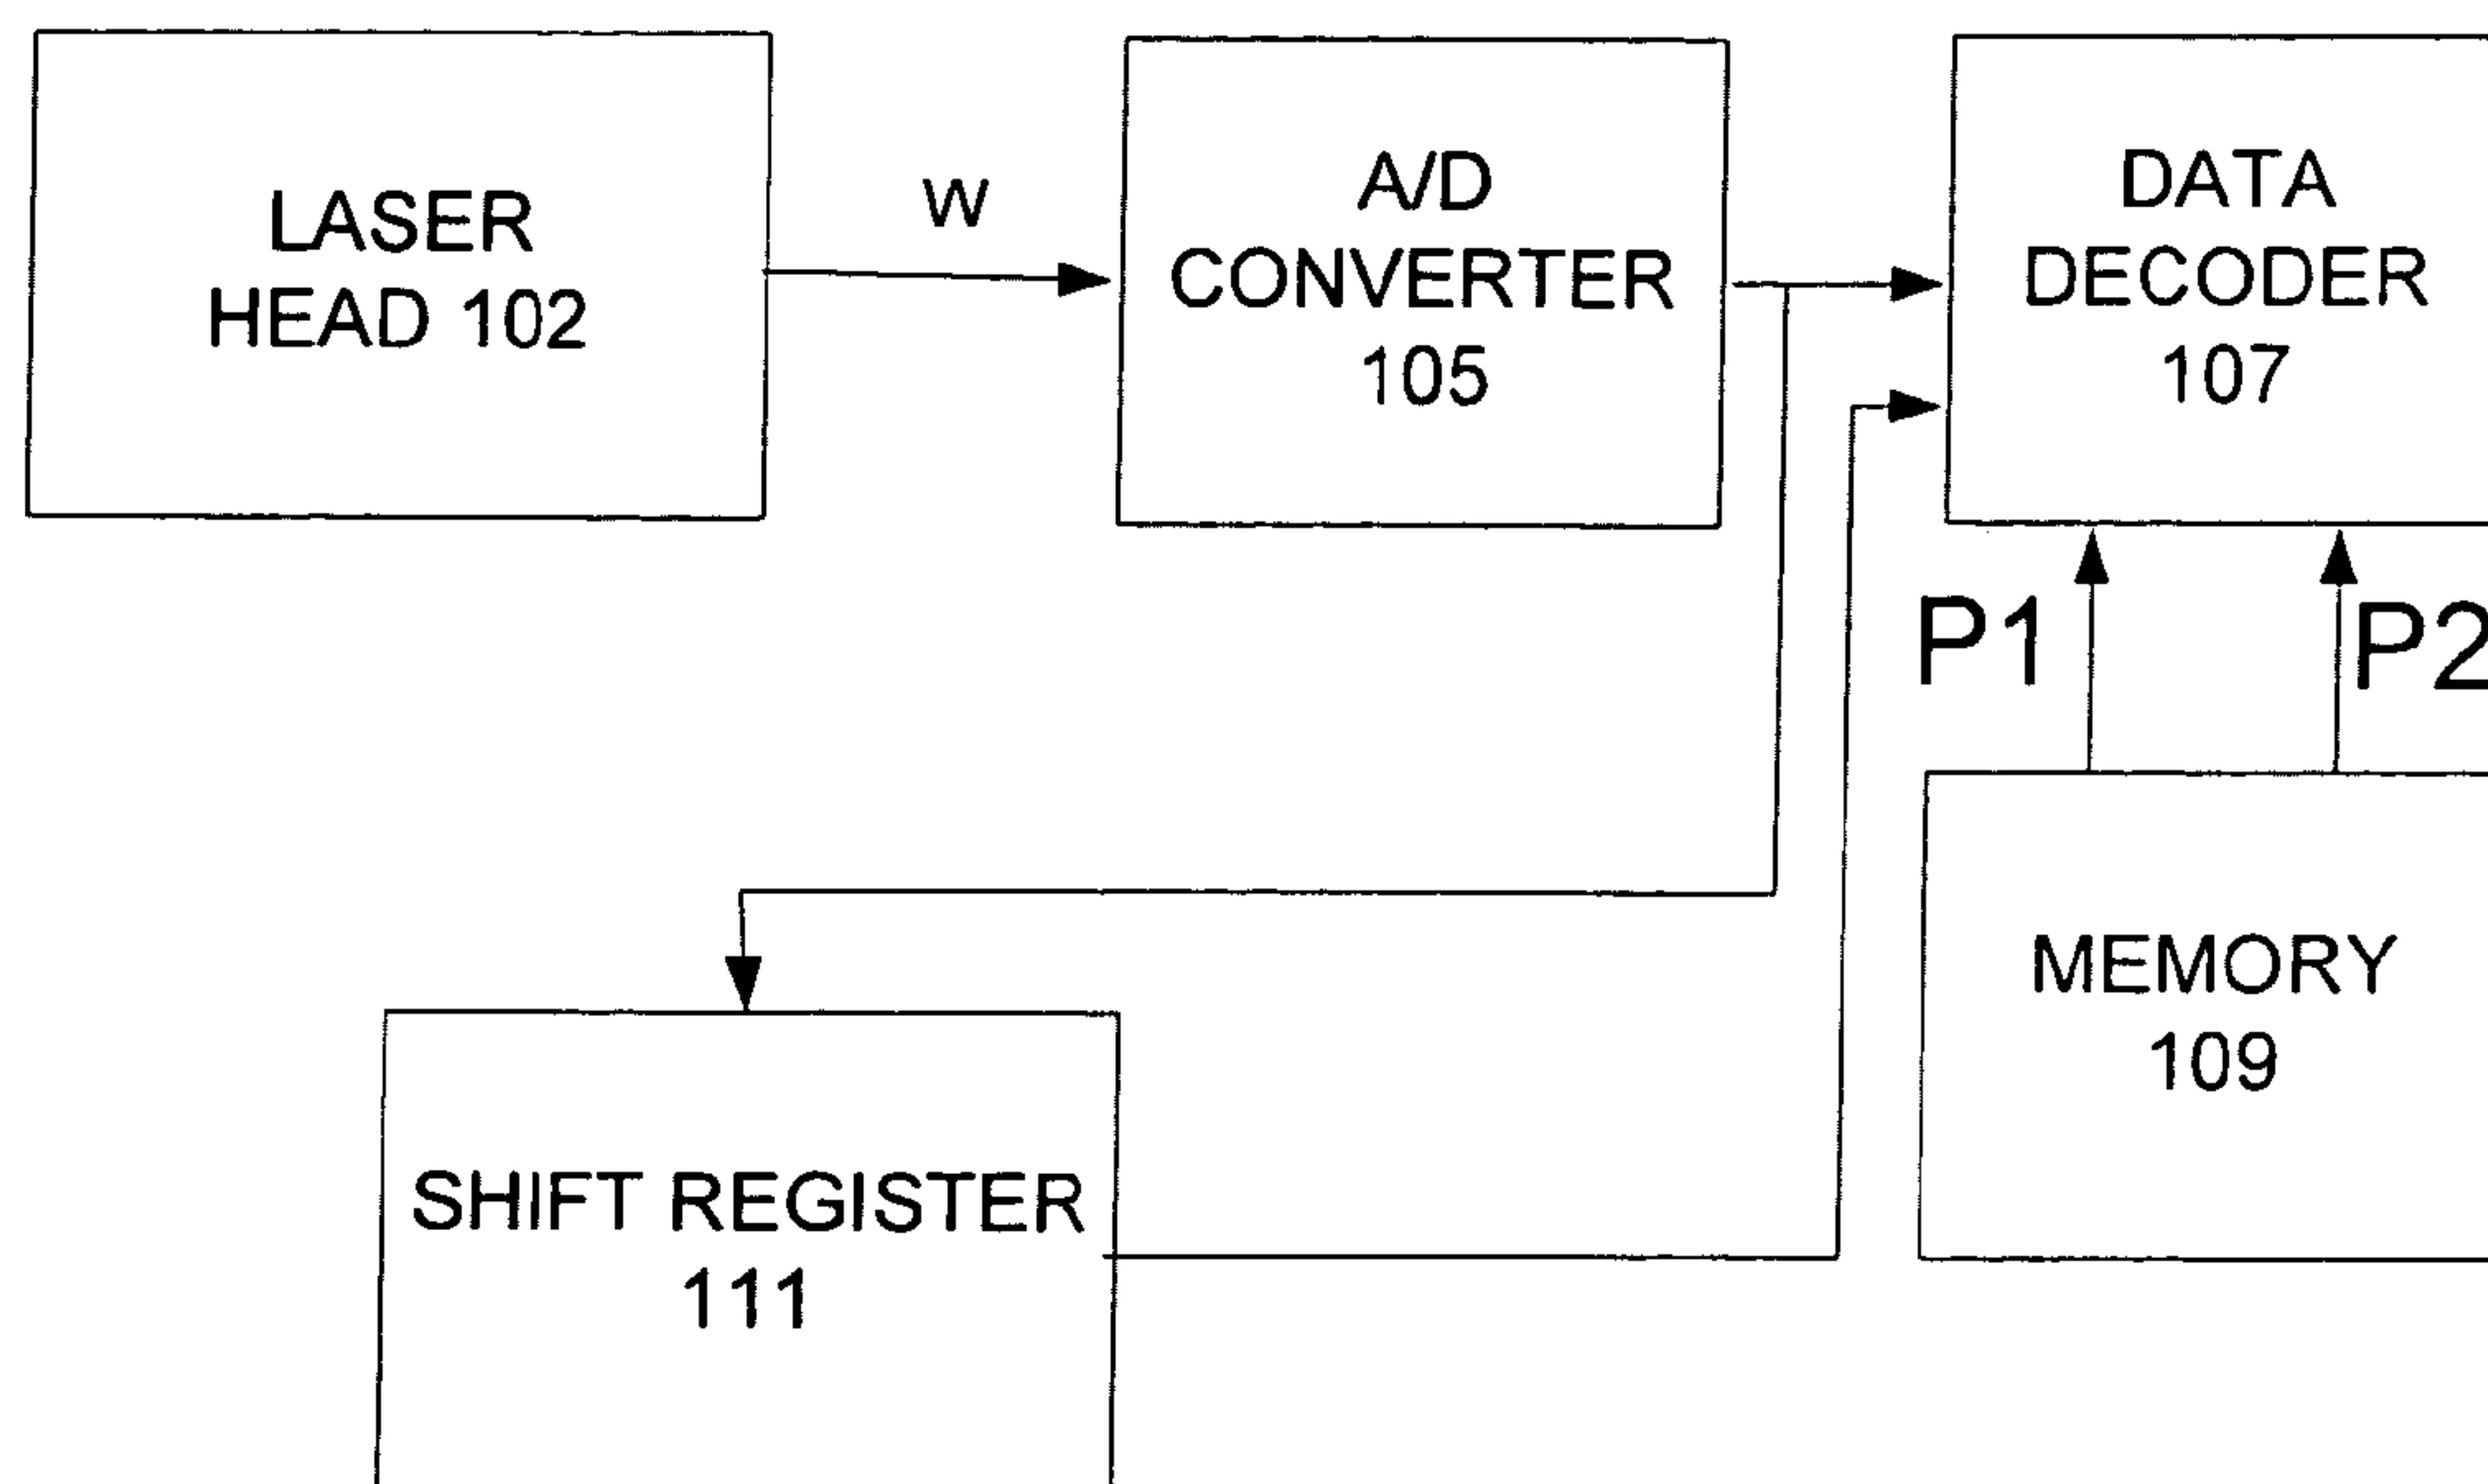 LASER
HEAD 102
W
A/D
CONVERTER
105
DATA
DECODER
107
P1
P2
MEMORY
109
SHIFT REGISTER
111